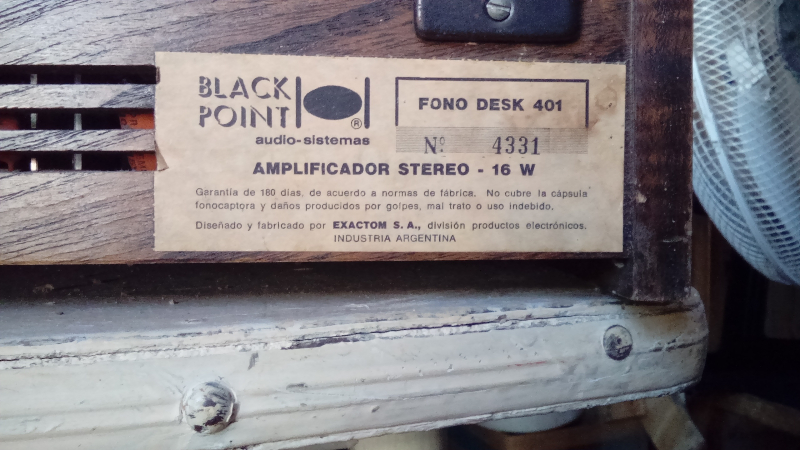 BLACK
POINT ®
audio-sistemas
FONO DESK 401
Nº 4331
AMPLIFICADOR STEREO - 16 W
Garantía de 180 días, de acuerdo a normas de fábrica. No cubre la cápsula
fonocaptora y daños producidos por golpes, mal trato o uso indebido.
Diseñado y fabricado por EXACTOM S.A., división productos electrónicos.
INDUSTRIA ARGENTINA